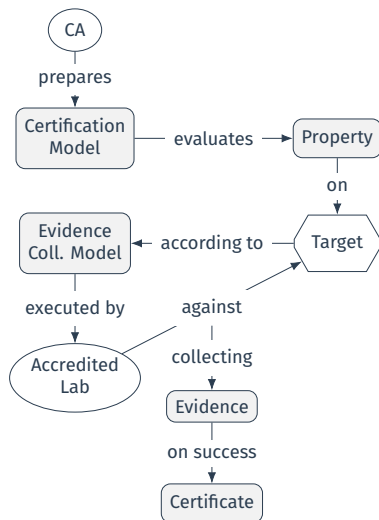 CA
prepares
Certification
Model
evaluates
Property
on
Target
according to
Evidence
Coll. Model
executed by
Accredited
Lab
against
collecting
Evidence
on success
Certificate